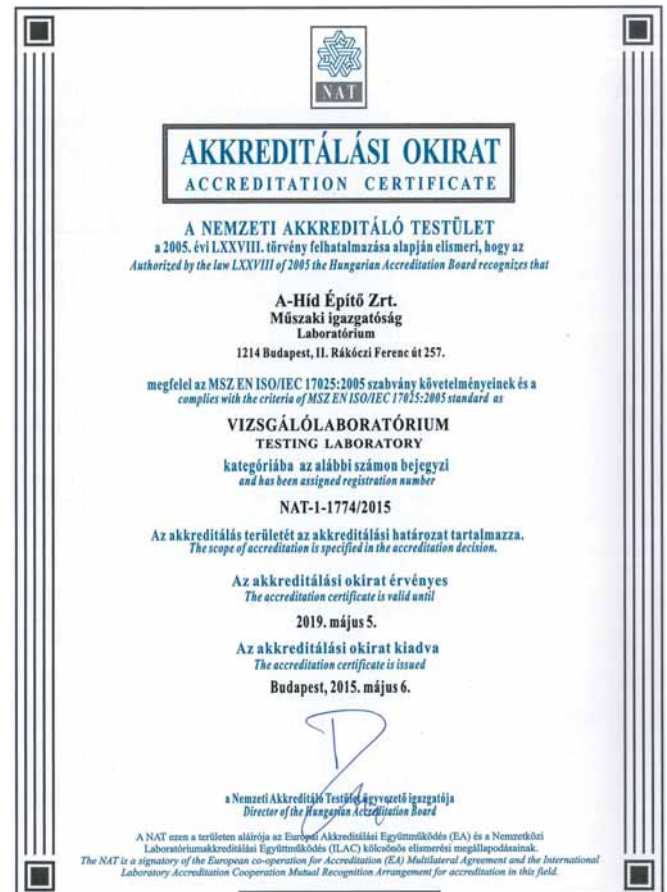 NAT
AKKREDITÁLÁSI OKIRAT
ACCREDITATION CERTIFICATE
A NEMZETI AKKREDITÁLÓ TESTÜLET
a 2005. évi LXXVIII. törvény felhatalmazása alapján elismeri, hogy az
Authorized by the law LXXVIII of 2005 the Hungarian Accreditation Board recognizes that
A-Híd Építő Zrt.
Műszaki igazgatóság
Laboratórium
1214 Budapest, II. Rákóczi Ferenc út 257.
megfelel az MSZ EN ISO/IEC 17025:2005 szabvány követelményeinek és a
complies with the criteria of MSZ EN ISO/IEC 17025:2005 standard as
VIZSGÁLÓLABORATÓRIUM
TESTING LABORATORY
kategóriába az alábbi számon bejegyzi
and has been assigned registration number
NAT-1-1774/2015
Az akkreditálás területét az akkreditálási határozat tartalmazza.
The scope of accreditation is specified in the accreditation decision.
Az akkreditálási okirat érvényes
The accreditation certificate is valid until
2019. május 5.
Az akkreditálási okirat kiadva
The accreditation certificate is issued
Budapest, 2015. május 6.
a Nemzeti Akkreditáló Testület ügyvezető igazgatója
Director of the Hungarian Accreditation Board
A NAT ezen a területen aláírója az Európai Akkreditálási Együttműködés (EA) és a Nemzetközi
Laboratóriumakkreditálási Együttműködés (ILAC) kölcsönös elismerési megállapodásainak.
The NAT is a signatory of the European co-operation for Accreditation (EA) Multilateral Agreement and the International
Laboratory Accreditation Cooperation Mutual Recognition Arrangement for accreditation in this field.